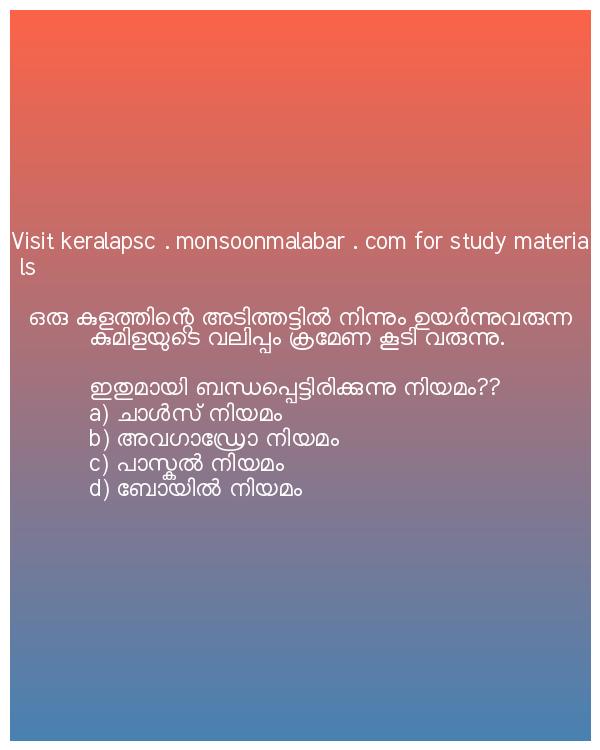 Visit keralapsc . monsoonmalabar . com for study materia
ls
ഒരു കുളത്തിന്റെ അടിത്തട്ടിൽ നിന്നും ഉയർന്നുവരുന്ന
കുമിളയുടെ വലിപ്പം ക്രമേണ കൂടി വരുന്നു.
ഇതുമായി ബന്ധപ്പെട്ടിരിക്കുന്ന നിയമം??
a) ചാൾസ് നിയമം
b) അവഗാഡ്രോ നിയമം
c) പാസ്കൽ നിയമം
d) ബോയിൽ നിയമം